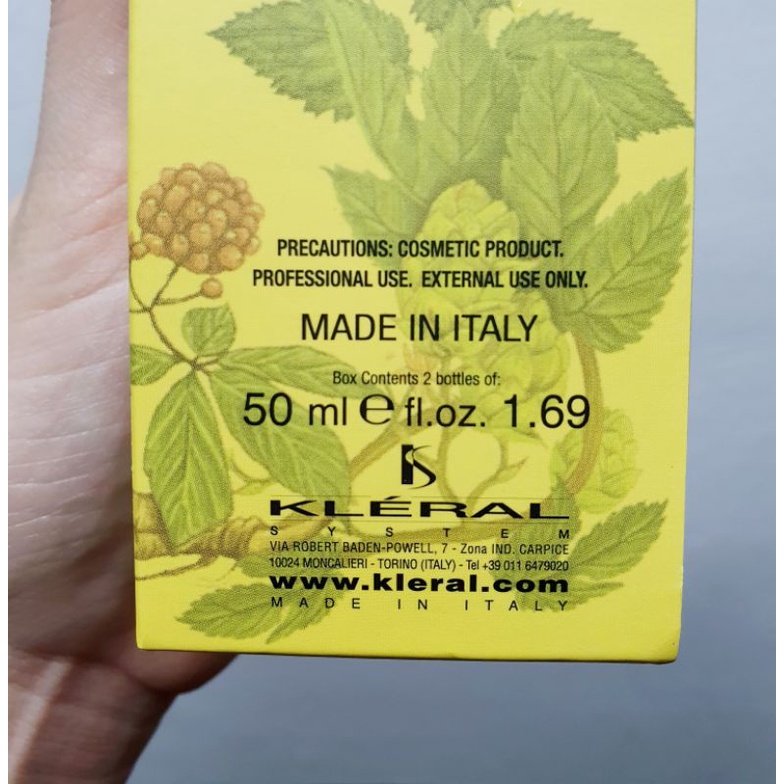 PRECAUTIONS: COSMETIC PRODUCT.
PROFESSIONAL USE. EXTERNAL USE ONLY.
MADE IN ITALY
Box Contents 2 bottles of:
50 ml ℮ fl.oz. 1.69
KS
KLÉRAL
SYSTEM
VIA ROBERT BADEN-POWELL, 7 - Zona IND. CARPICE
10024 MONCALIERI - TORINO (ITALY) - Tel +39 011 6479020
www.kleral.com
MADE IN ITALY